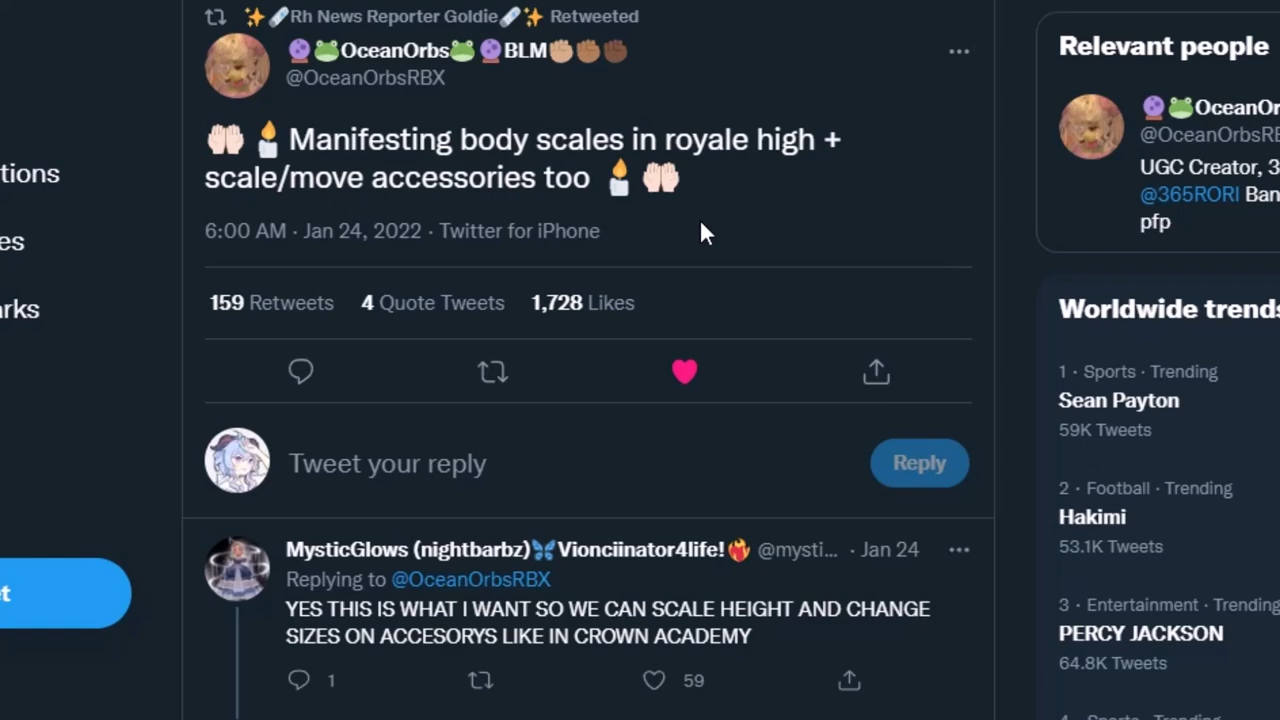 ✨🩹Rh News Reporter Goldie🩹✨ Retweeted
🔮🐸OceanOrbs🐸🔮BLM✊🏼✊🏾✊🏿
@OceanOrbsRBX
🤲🏻🕯️Manifesting body scales in royale high +
scale/move accessories too 🕯️🤲🏻
6:00 AM · Jan 24, 2022 · Twitter for iPhone
159 Retweets 4 Quote Tweets 1,728 Likes
Tweet your reply
Reply
MysticGlows (nightbarbz)🦋Vionciinator4life!❤️‍🔥 @mysti... · Jan 24
Replying to @OceanOrbsRBX
YES THIS IS WHAT I WANT SO WE CAN SCALE HEIGHT AND CHANGE
SIZES ON ACCESORYS LIKE IN CROWN ACADEMY
1 59
tions
es
arks
et
Relevant people
🔮🐸OceanOr
@OceanOrbsRB
UGC Creator, 3
@365RORI Ban
pfp
Worldwide trends
1 · Sports · Trending
Sean Payton
59K Tweets
2 · Football · Trending
Hakimi
53.1K Tweets
3 · Entertainment · Trending
PERCY JACKSON
64.8K Tweets